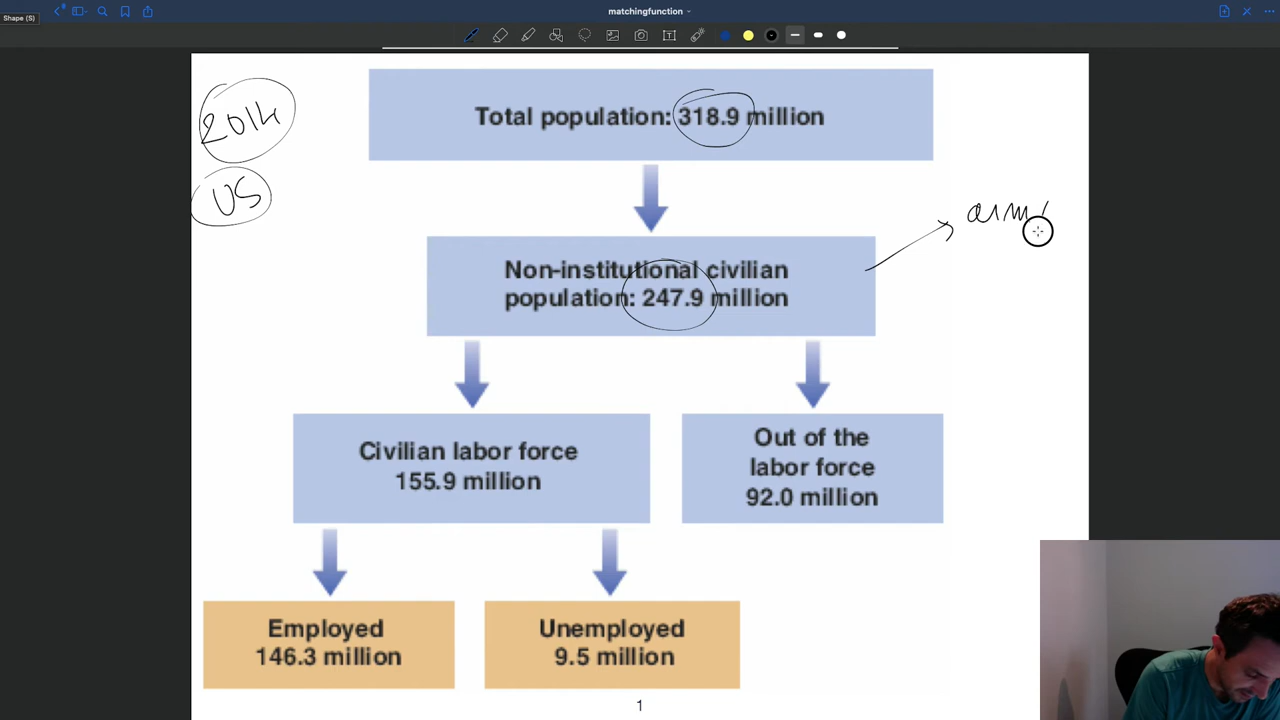 Shape (S)
matchingfunction
2014
US
Total population: 318.9 million
Non-institutional civilian
population: 247.9 million
Civilian labor force
155.9 million
Out of the
labor force
92.0 million
Employed
146.3 million
Unemployed
9.5 million
1